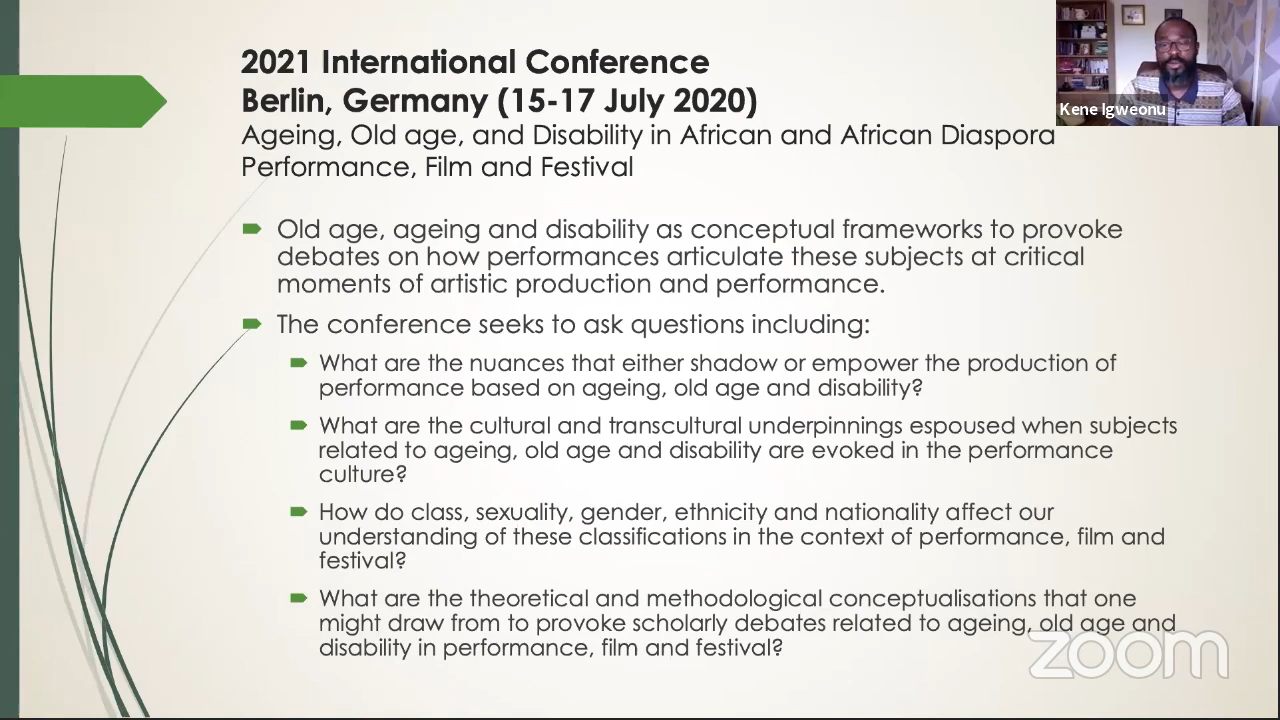 2021 International Conference
Berlin, Germany (15-17 July 2020)
Ageing, Old age, and Disability in African and African Diaspora
Performance, Film and Festival
Kene Igweonu
Old age, ageing and disability as conceptual frameworks to provoke
debates on how performances articulate these subjects at critical
moments of artistic production and performance.
The conference seeks to ask questions including:
What are the nuances that either shadow or empower the production of
performance based on ageing, old age and disability?
What are the cultural and transcultural underpinnings espoused when subjects
related to ageing, old age and disability are evoked in the performance
culture?
How do class, sexuality, gender, ethnicity and nationality affect our
understanding of these classifications in the context of performance, film and
festival?
What are the theoretical and methodological conceptualisations that one
might draw from to provoke scholarly debates related to ageing, old age and
disability in performance, film and festival?
zoom